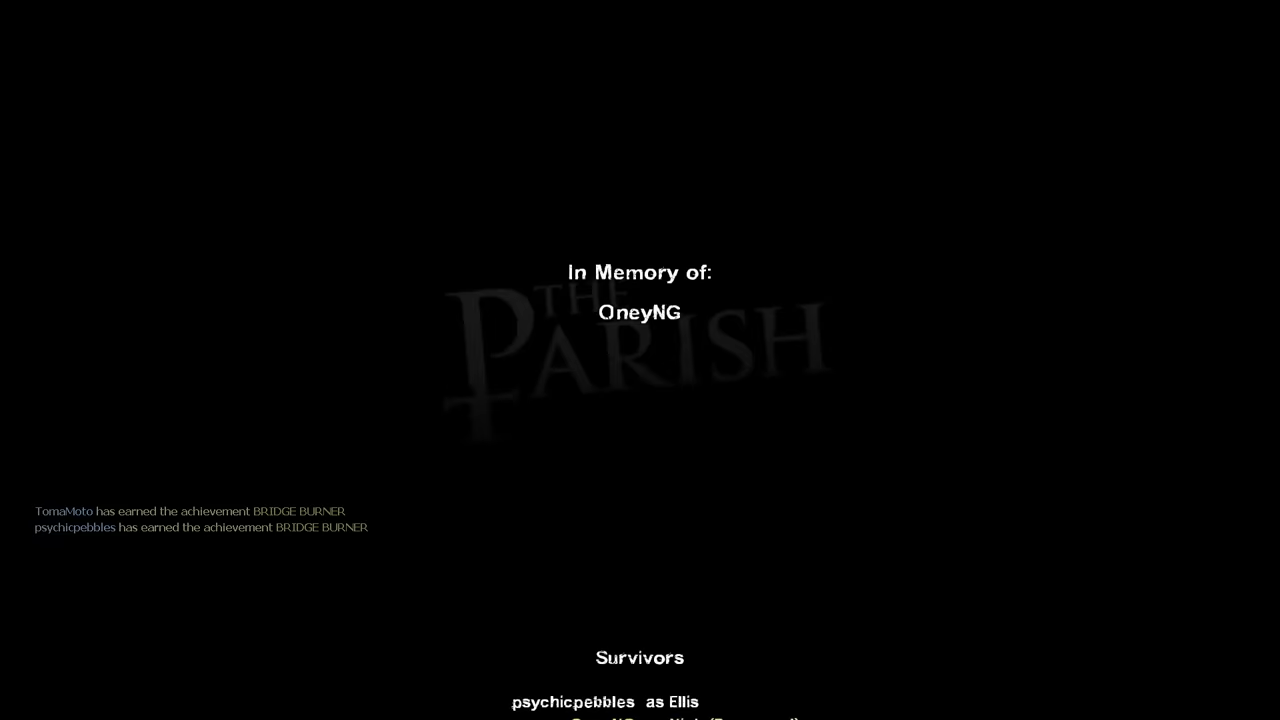 In Memory of:
OneyNG
THE
PARISH
TomaMoto has earned the achievement BRIDGE BURNER
psychicpebbles has earned the achievement BRIDGE BURNER
Survivors
psychicpebbles as Ellis